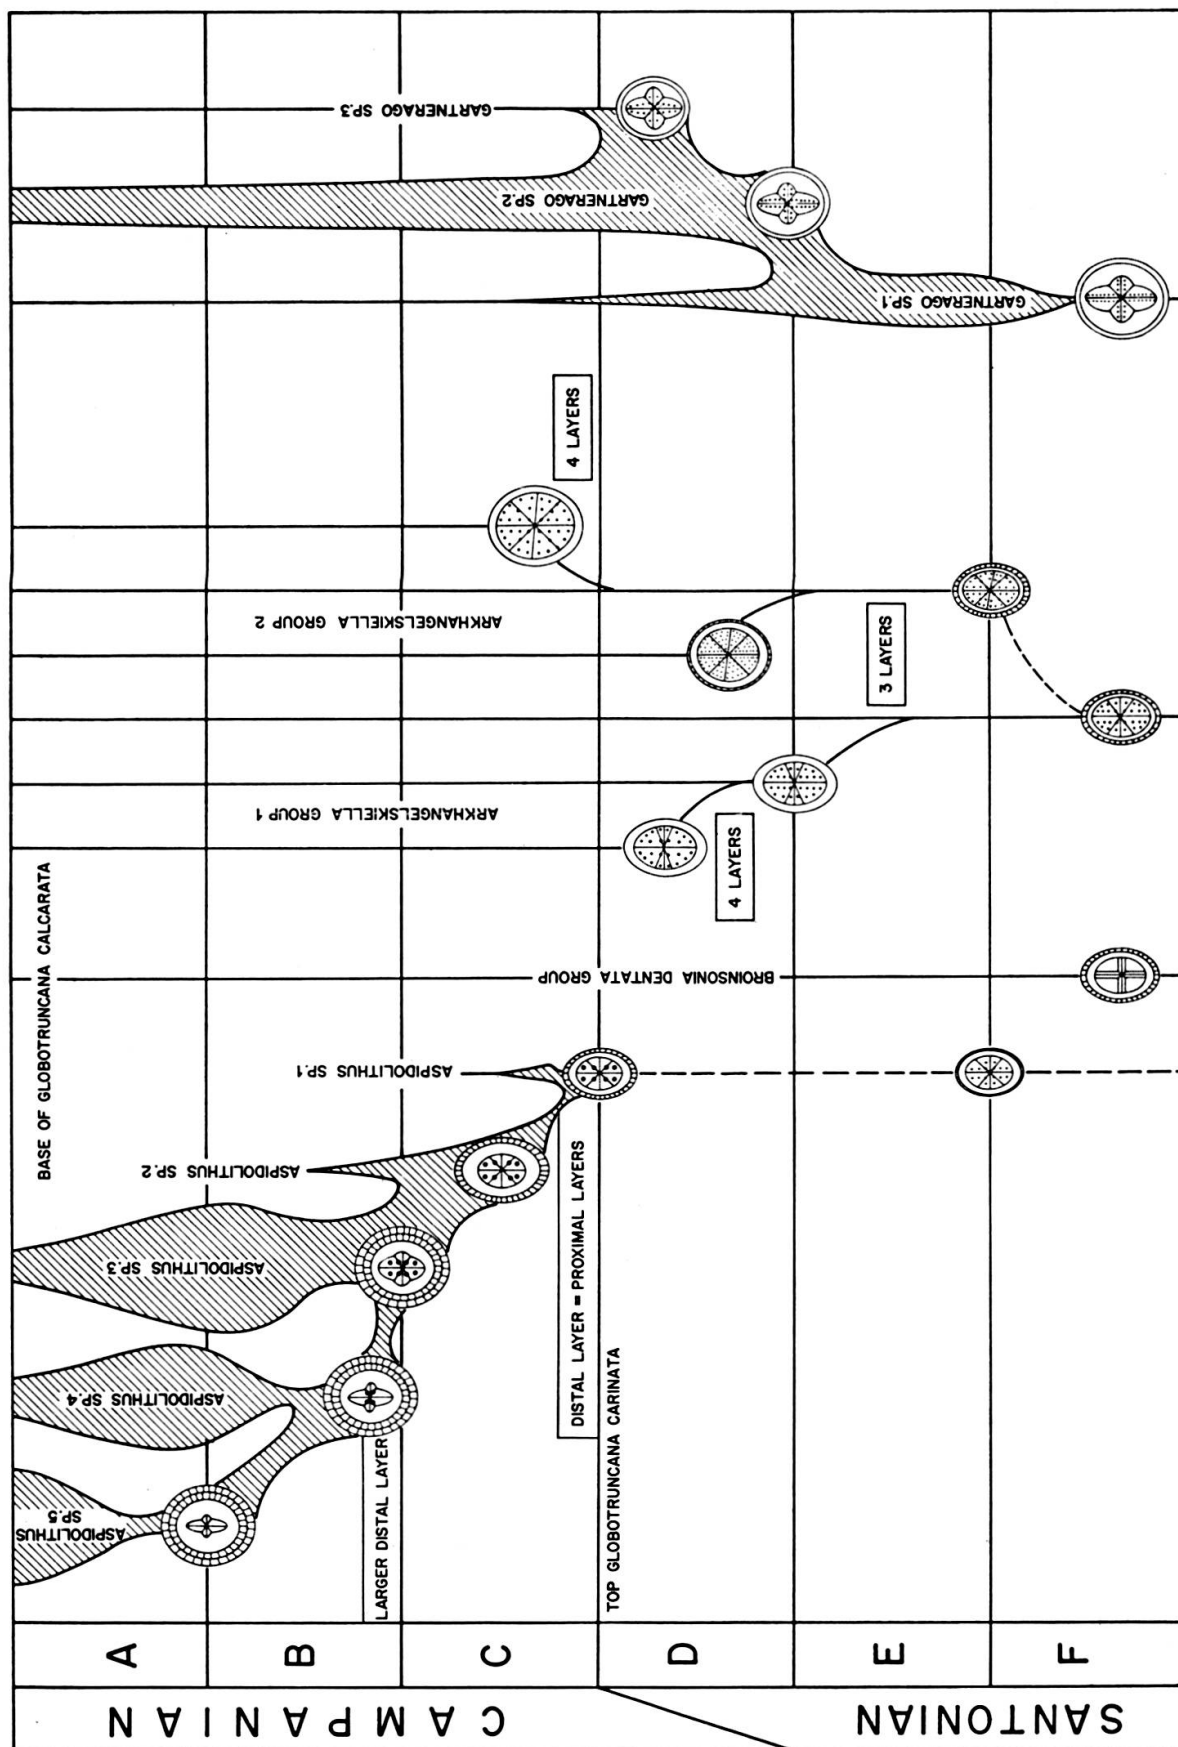 CAMPANIAN
SANTONIAN
A
B
C
D
E
F
BASE OF GLOBOTRUNCANA CALCARATA
TOP GLOBOTRUNCANA CARINATA
LARGER DISTAL LAYER
DISTAL LAYER = PROXIMAL LAYERS
ASPIDOLITHUS
SP.5
ASPIDOLITHUS SP.4
ASPIDOLITHUS SP.3
ASPIDOLITHUS SP.2
ASPIDOLITHUS SP.1
BROINSONIA DENTATA GROUP
ARKHANGELSKIELLA GROUP 1
4 LAYERS
3 LAYERS
ARKHANGELSKIELLA GROUP 2
4 LAYERS
GARTNERAGO SP.1
GARTNERAGO SP.2
GARTNERAGO SP.3